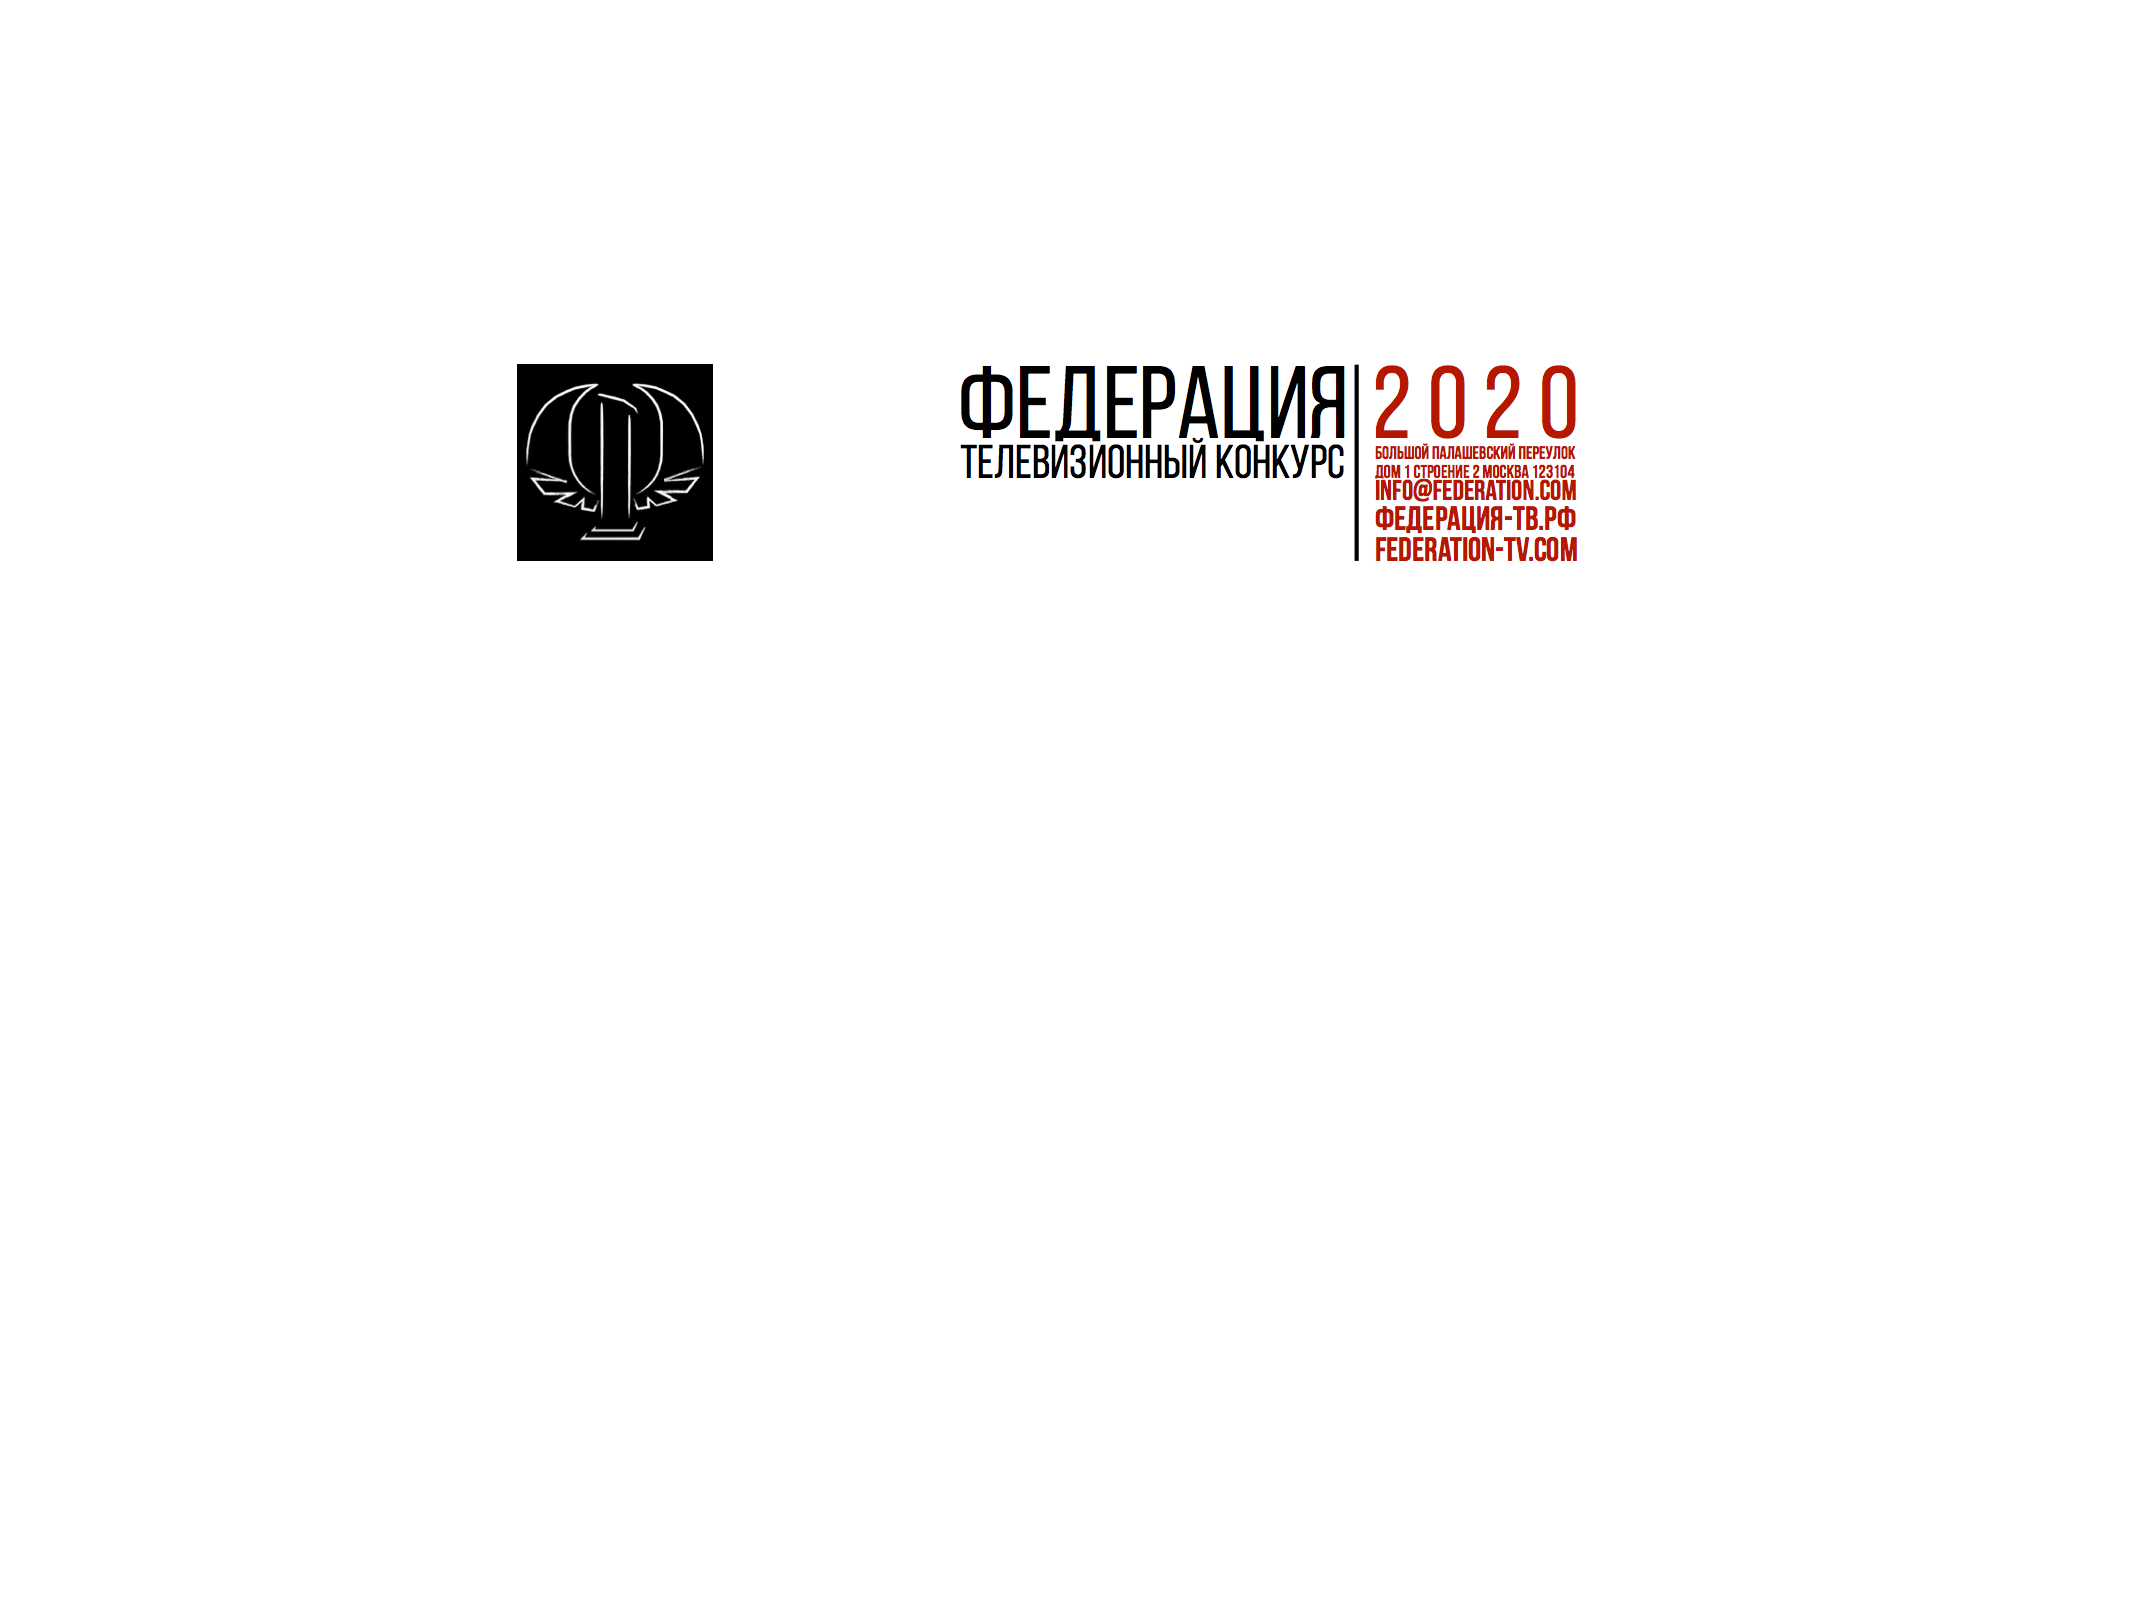 ФЕДЕРАЦИЯ
ТЕЛЕВИЗИОННЫЙ КОНКУРС
2020
БОЛЬШОЙ ПАЛАШЕВСКИЙ ПЕРЕУЛОК
ДОМ 1 СТРОЕНИЕ 2 МОСКВА 123104
INFO@FEDERATION.COM
ФЕДЕРАЦИЯ-ТВ.РФ
FEDERATION-TV.COM